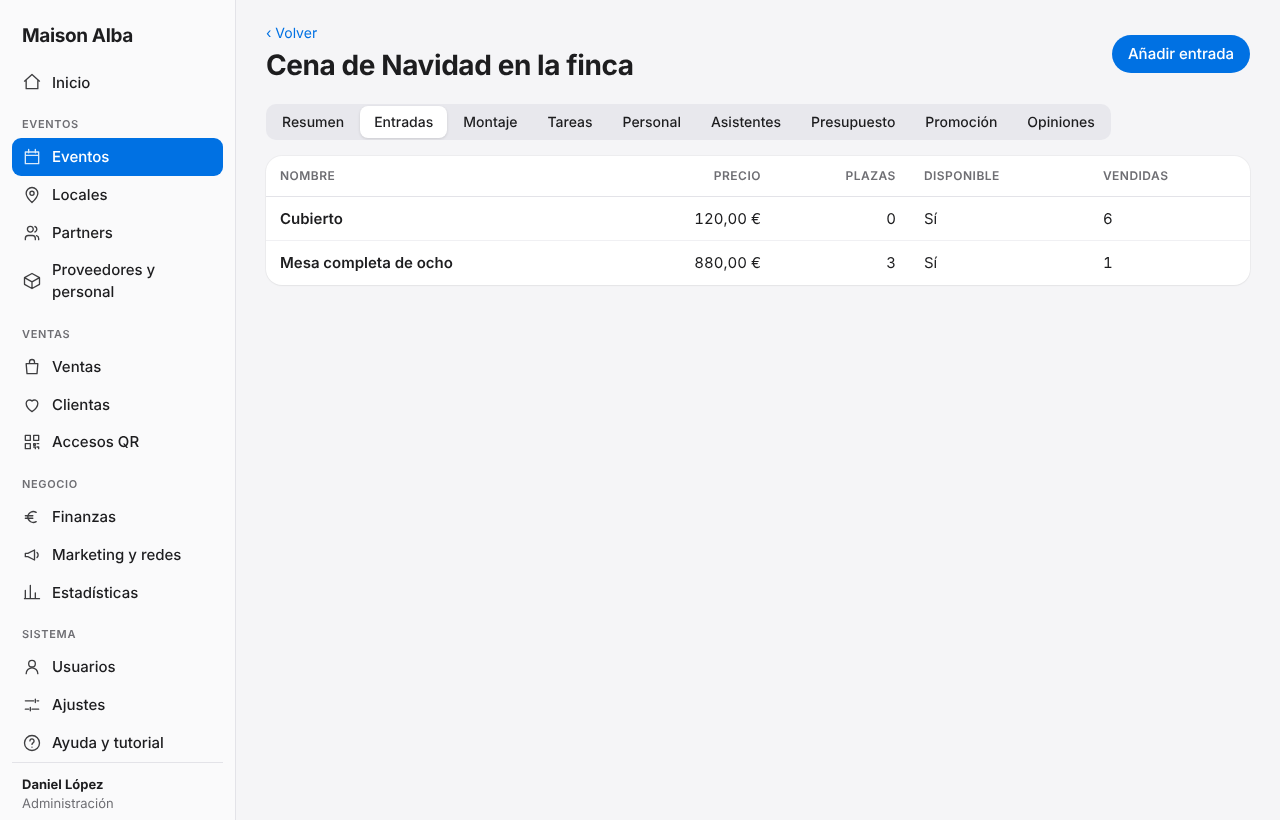 Maison Alba
Inicio
EVENTOS
Eventos
Locales
Partners
Proveedores y
personal
VENTAS
Ventas
Clientas
Accesos QR
NEGOCIO
Finanzas
Marketing y redes
Estadísticas
SISTEMA
Usuarios
Ajustes
Ayuda y tutorial
Daniel López
Administración
‹ Volver
Cena de Navidad en la finca
Añadir entrada
Resumen Entradas Montaje Tareas Personal Asistentes Presupuesto Promoción Opiniones
NOMBRE PRECIO PLAZAS DISPONIBLE VENDIDAS
Cubierto 120,00 € 0 Sí 6
Mesa completa de ocho 880,00 € 3 Sí 1